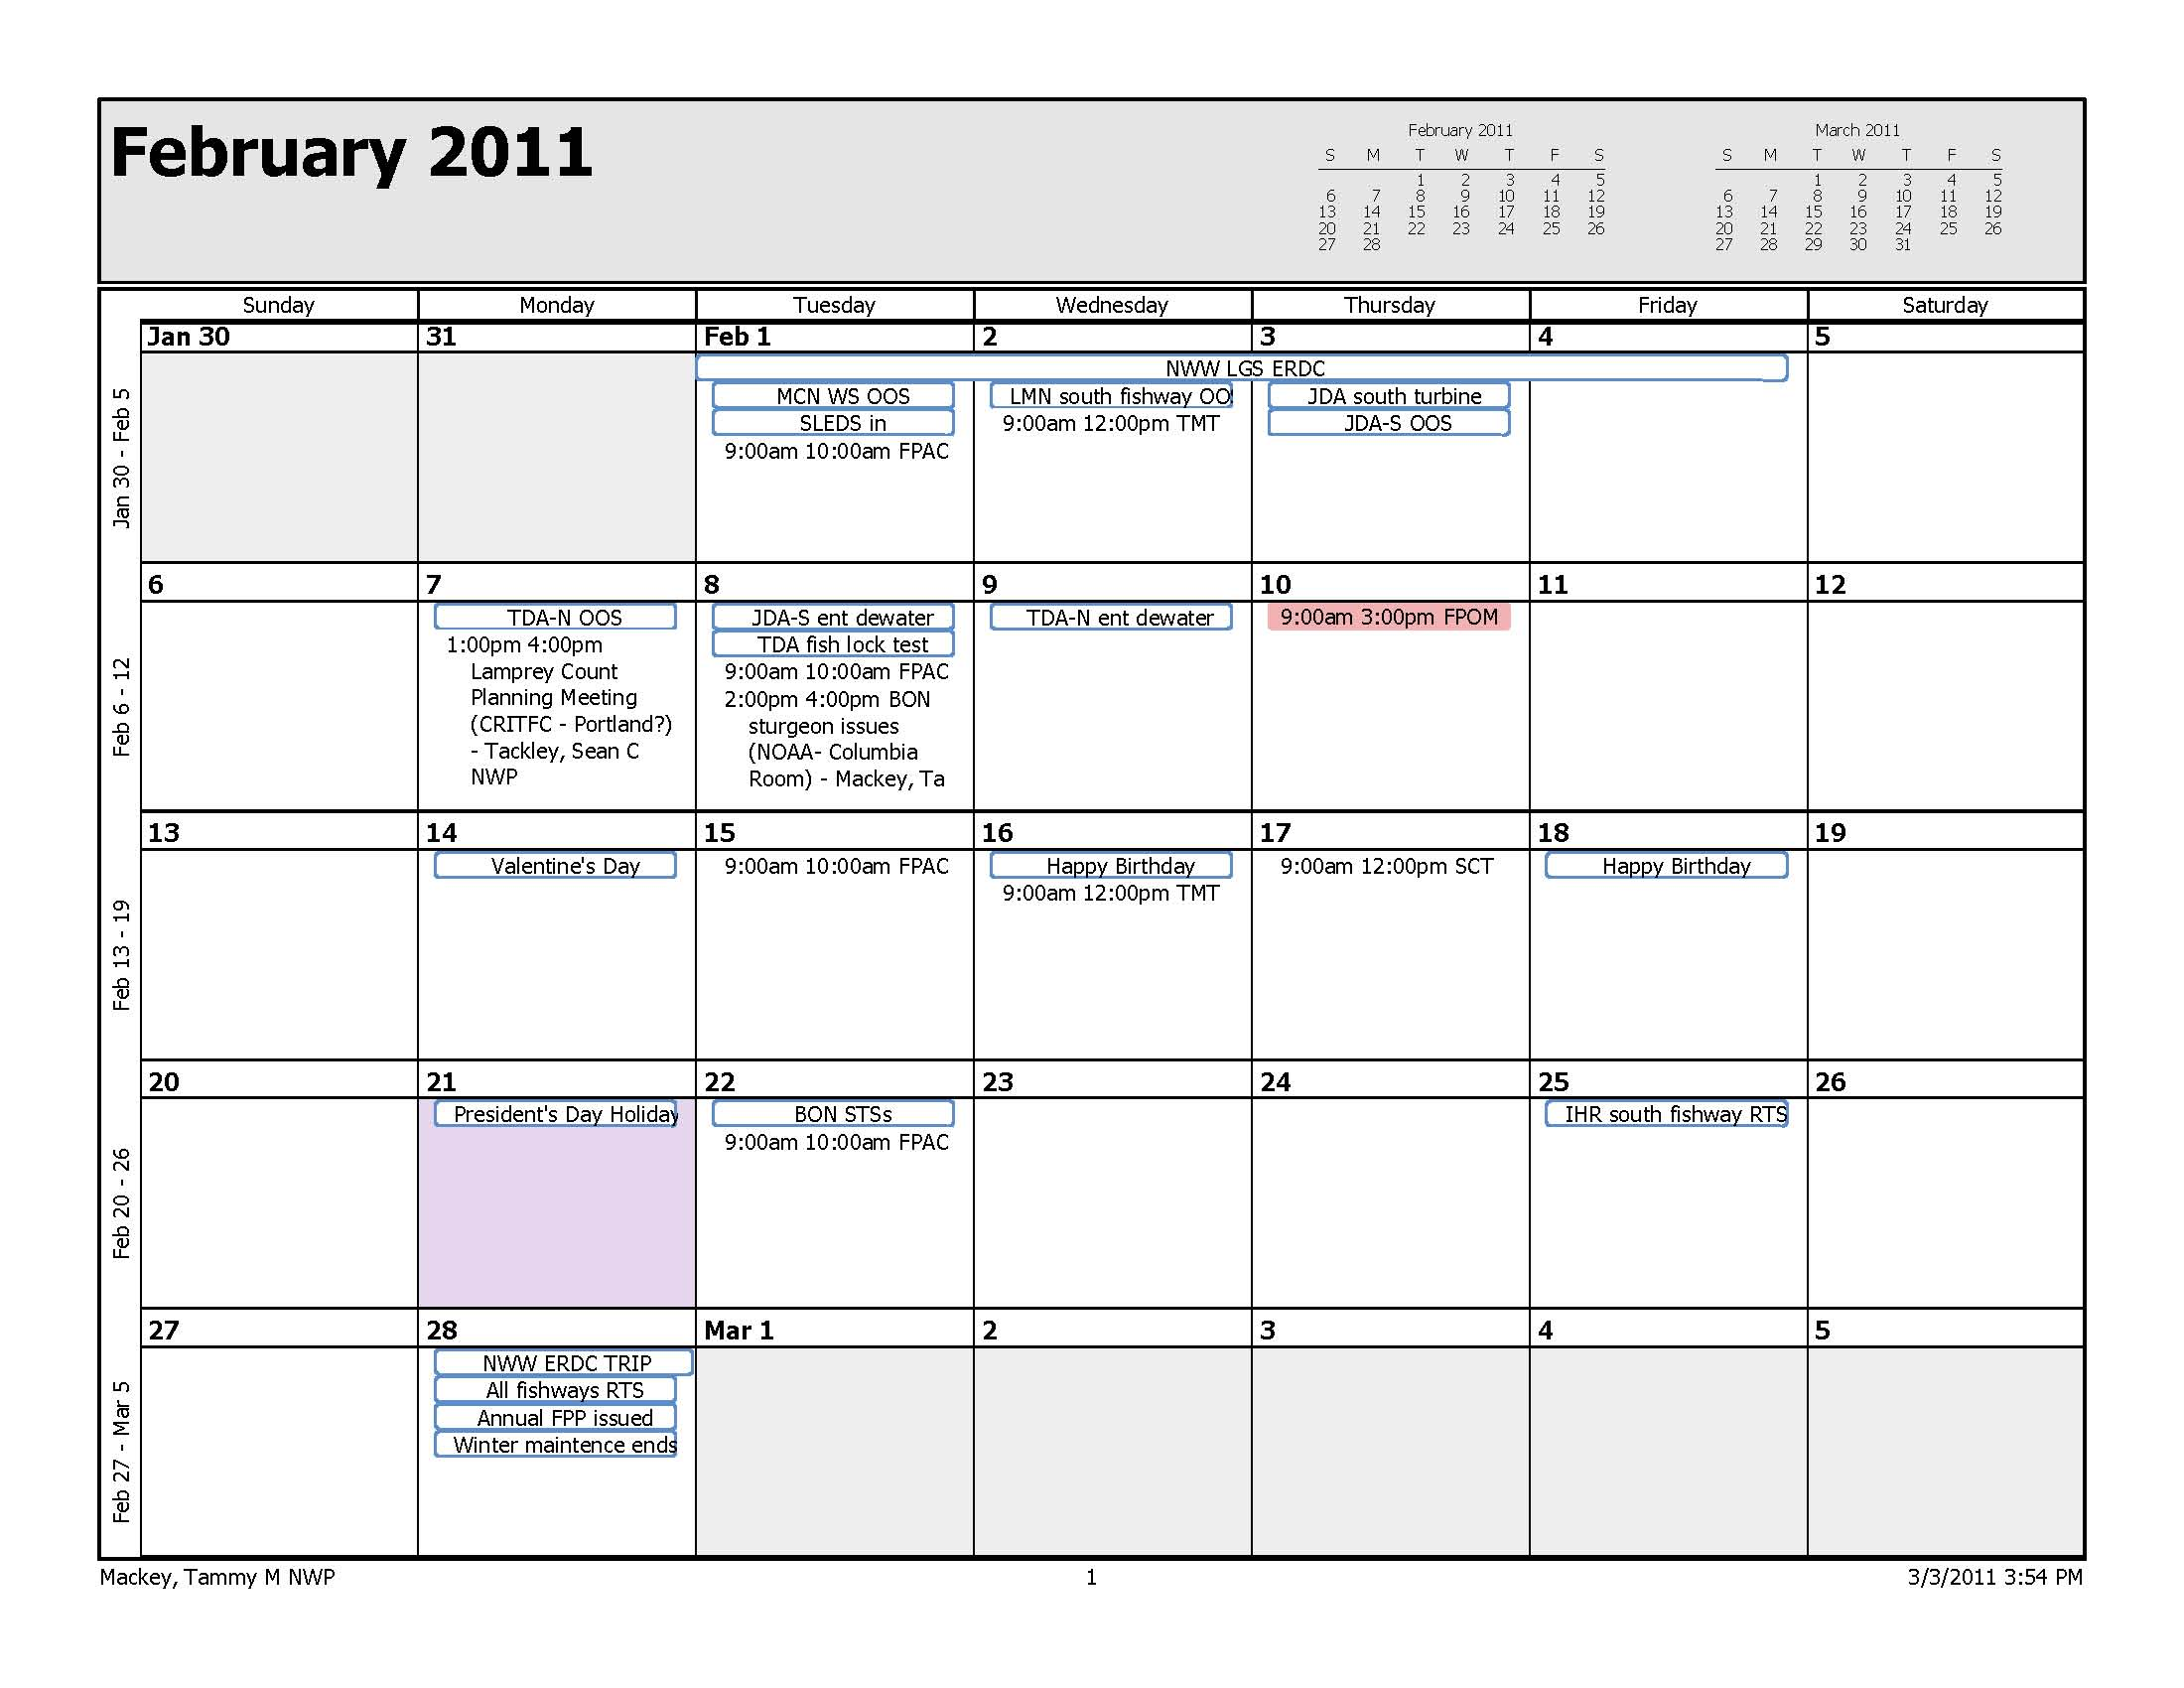 February 2011
February 2011
S M T W T F S
1 2 3 4 5
6 7 8 9 10 11 12
13 14 15 16 17 18 19
20 21 22 23 24 25 26
27 28
March 2011
S M T W T F S
1 2 3 4 5
6 7 8 9 10 11 12
13 14 15 16 17 18 19
20 21 22 23 24 25 26
27 28 29 30 31
Sunday Monday Tuesday Wednesday Thursday Friday Saturday
Jan 30 - Feb 5
Jan 30 31 Feb 1 2 3 4 5
NWW LGS ERDC
MCN WS OOS
SLEDS in
9:00am 10:00am FPAC
LMN south fishway OO
9:00am 12:00pm TMT
JDA south turbine
JDA-S OOS
Feb 6 - 12
6 7 8 9 10 11 12
TDA-N OOS
1:00pm 4:00pm
Lamprey Count
Planning Meeting
(CRITFC - Portland?)
- Tackley, Sean C
NWP
JDA-S ent dewater
TDA fish lock test
9:00am 10:00am FPAC
2:00pm 4:00pm BON
sturgeon issues
(NOAA- Columbia
Room) - Mackey, Ta
TDA-N ent dewater
9:00am 3:00pm FPOM
Feb 13 - 19
13 14 15 16 17 18 19
Valentine's Day
9:00am 10:00am FPAC
Happy Birthday
9:00am 12:00pm TMT
9:00am 12:00pm SCT
Happy Birthday
Feb 20 - 26
20 21 22 23 24 25 26
President's Day Holiday
BON STSs
9:00am 10:00am FPAC
IHR south fishway RTS
Feb 27 - Mar 5
27 28 Mar 1 2 3 4 5
NWW ERDC TRIP
All fishways RTS
Annual FPP issued
Winter maintence ends
Mackey, Tammy M NWP 1 3/3/2011 3:54 PM